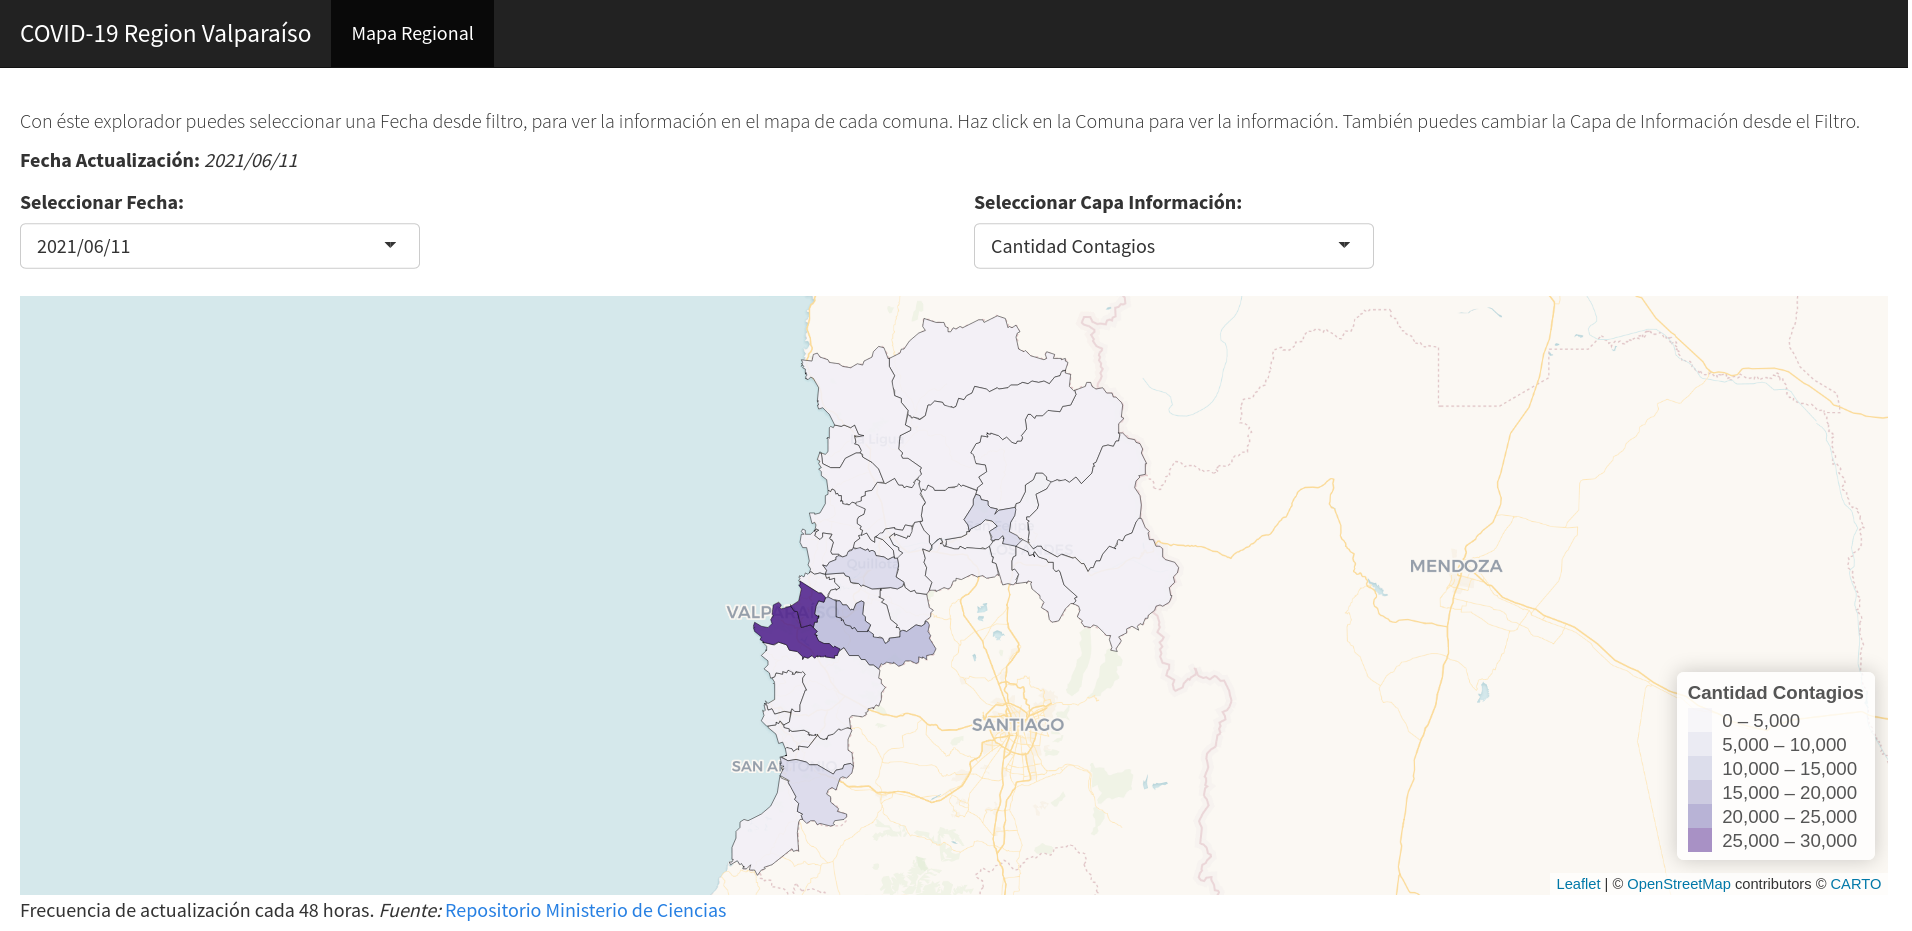 COVID-19 Region Valparaíso
Mapa Regional
Con éste explorador puedes seleccionar una Fecha desde filtro, para ver la información en el mapa de cada comuna. Haz click en la Comuna para ver la información. También puedes cambiar la Capa de Información desde el Filtro.
Fecha Actualización: 2021/06/11
Seleccionar Fecha:
Seleccionar Capa Información:
2021/06/11
Cantidad Contagios
Quillota
MENDOZA
SANTIAGO
Cantidad Contagios
0 – 5,000
5,000 – 10,000
10,000 – 15,000
15,000 – 20,000
20,000 – 25,000
25,000 – 30,000
Leaflet | © OpenStreetMap contributors © CARTO
Frecuencia de actualización cada 48 horas. Fuente: Repositorio Ministerio de Ciencias